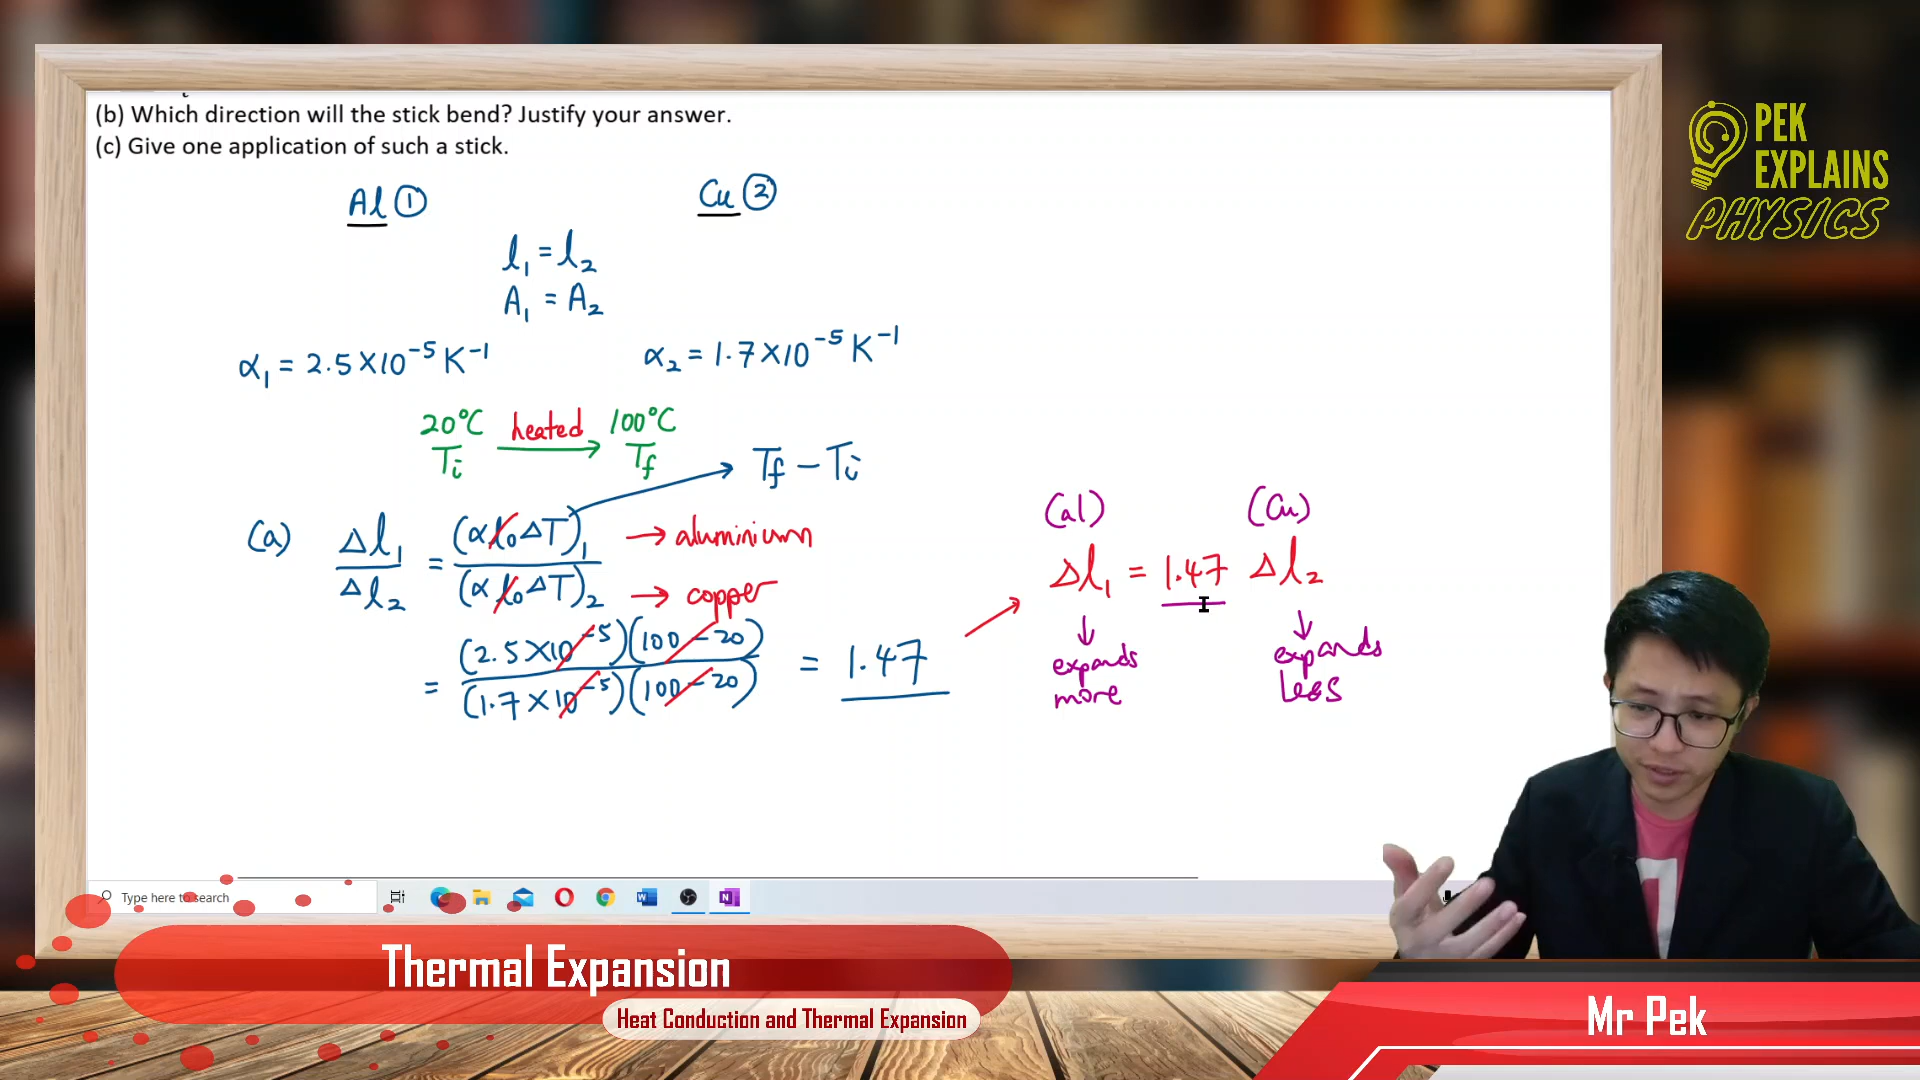 (b) Which direction will the stick bend? Justify your answer.
(c) Give one application of such a stick.
Al ① Cu ②
l₁ = l₂
A₁ = A₂
α₁ = 2.5 × 10⁻⁵ K⁻¹ α₂ = 1.7 × 10⁻⁵ K⁻¹
20°C heated 100°C
Ti Tf
Tf − Ti
(a) Δl₁ / Δl₂ = (αl₀ΔT)₁ / (αl₀ΔT)₂
→ aluminium
→ copper
= (2.5 × 10⁻⁵)(100 − 20) / (1.7 × 10⁻⁵)(100 − 20) = 1.47
(al) (Cu)
Δl₁ = 1.47 Δl₂
↓ ↓
expands expands
more less
PEK
EXPLAINS
PHYSICS
Type here to search
Thermal Expansion
Heat Conduction and Thermal Expansion
Mr Pek